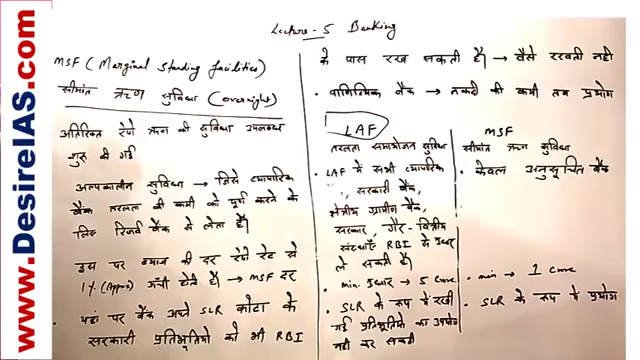 Lecture-5 Banking
MSF (Marginal Standing facilities)
सीमांत ऋण सुविधा (overnight)
अतिरिक्त रेपो ऋण की सुविधा उपलब्ध
शुरु की गई
अल्पकालीन सुविधा → जिसे व्यापारिक
बैंक तरलता की कमी को पूर्ण करने के
लिए रिजर्व बैंक से लेता है।
इस पर ब्याज की दर रेपो रेट से
1% (Approx) ऊँची होती है → MSF दर
यहां पर बैंक अपने SLR कोटा के
सरकारी प्रतिभूतियो को भी RBI
के पास रख सकती है। → वैसे रखती नही
• वाणिज्यिक बैंक → नकदी की कमी तब प्रयोग
LAF
तरलता समायोजन सुविधा
• LAF में सभी व्यापारिक
सरकारी बैंक,
क्षेत्रीय ग्रामीण बैंक,
सरकार, गैर-वित्तीय
संस्थाएँ RBI से उधार
ले सकती है।
• min. उधार → 5 crore
• SLR के रूप में रखी
गई प्रतिभूतियो का उपयोग
नही कर सकती
MSF
सीमांत ऋण सुविधा
• केवल अनुसूचित बैंक
• min → 1 crore
• SLR के रूप में प्रयोग
www.DesireIAS.com